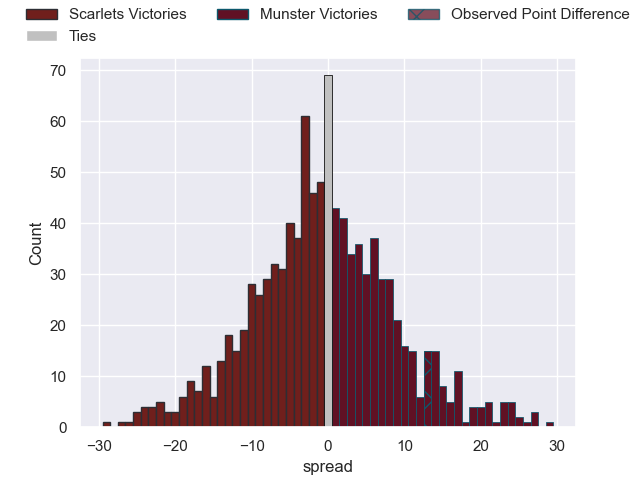 Scarlets Victories Munster Victories Observed Point Difference
Ties
70
60
50
40
30
20
10
0
Count
−30 −20 −10 0 10 20 30
spread